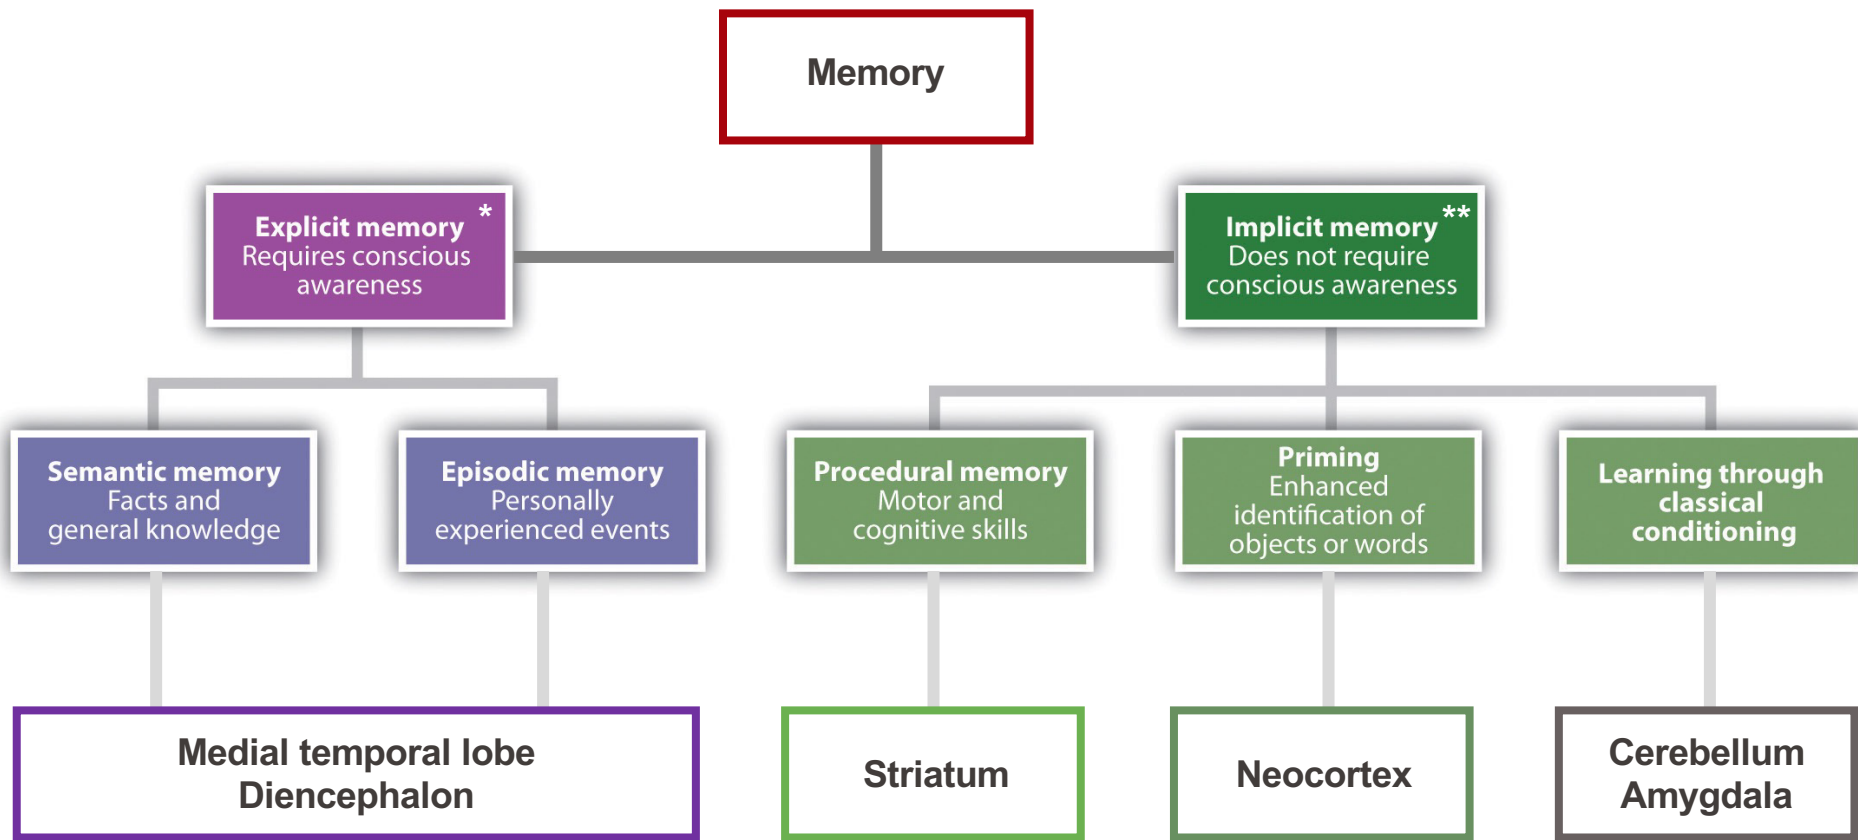 Memory
Explicit memory *
Requires conscious
awareness
Implicit memory **
Does not require
conscious awareness
Semantic memory
Facts and
general knowledge
Episodic memory
Personally
experienced events
Procedural memory
Motor and
cognitive skills
Priming
Enhanced
identification of
objects or words
Learning through
classical
conditioning
Medial temporal lobe
Diencephalon
Striatum
Neocortex
Cerebellum
Amygdala